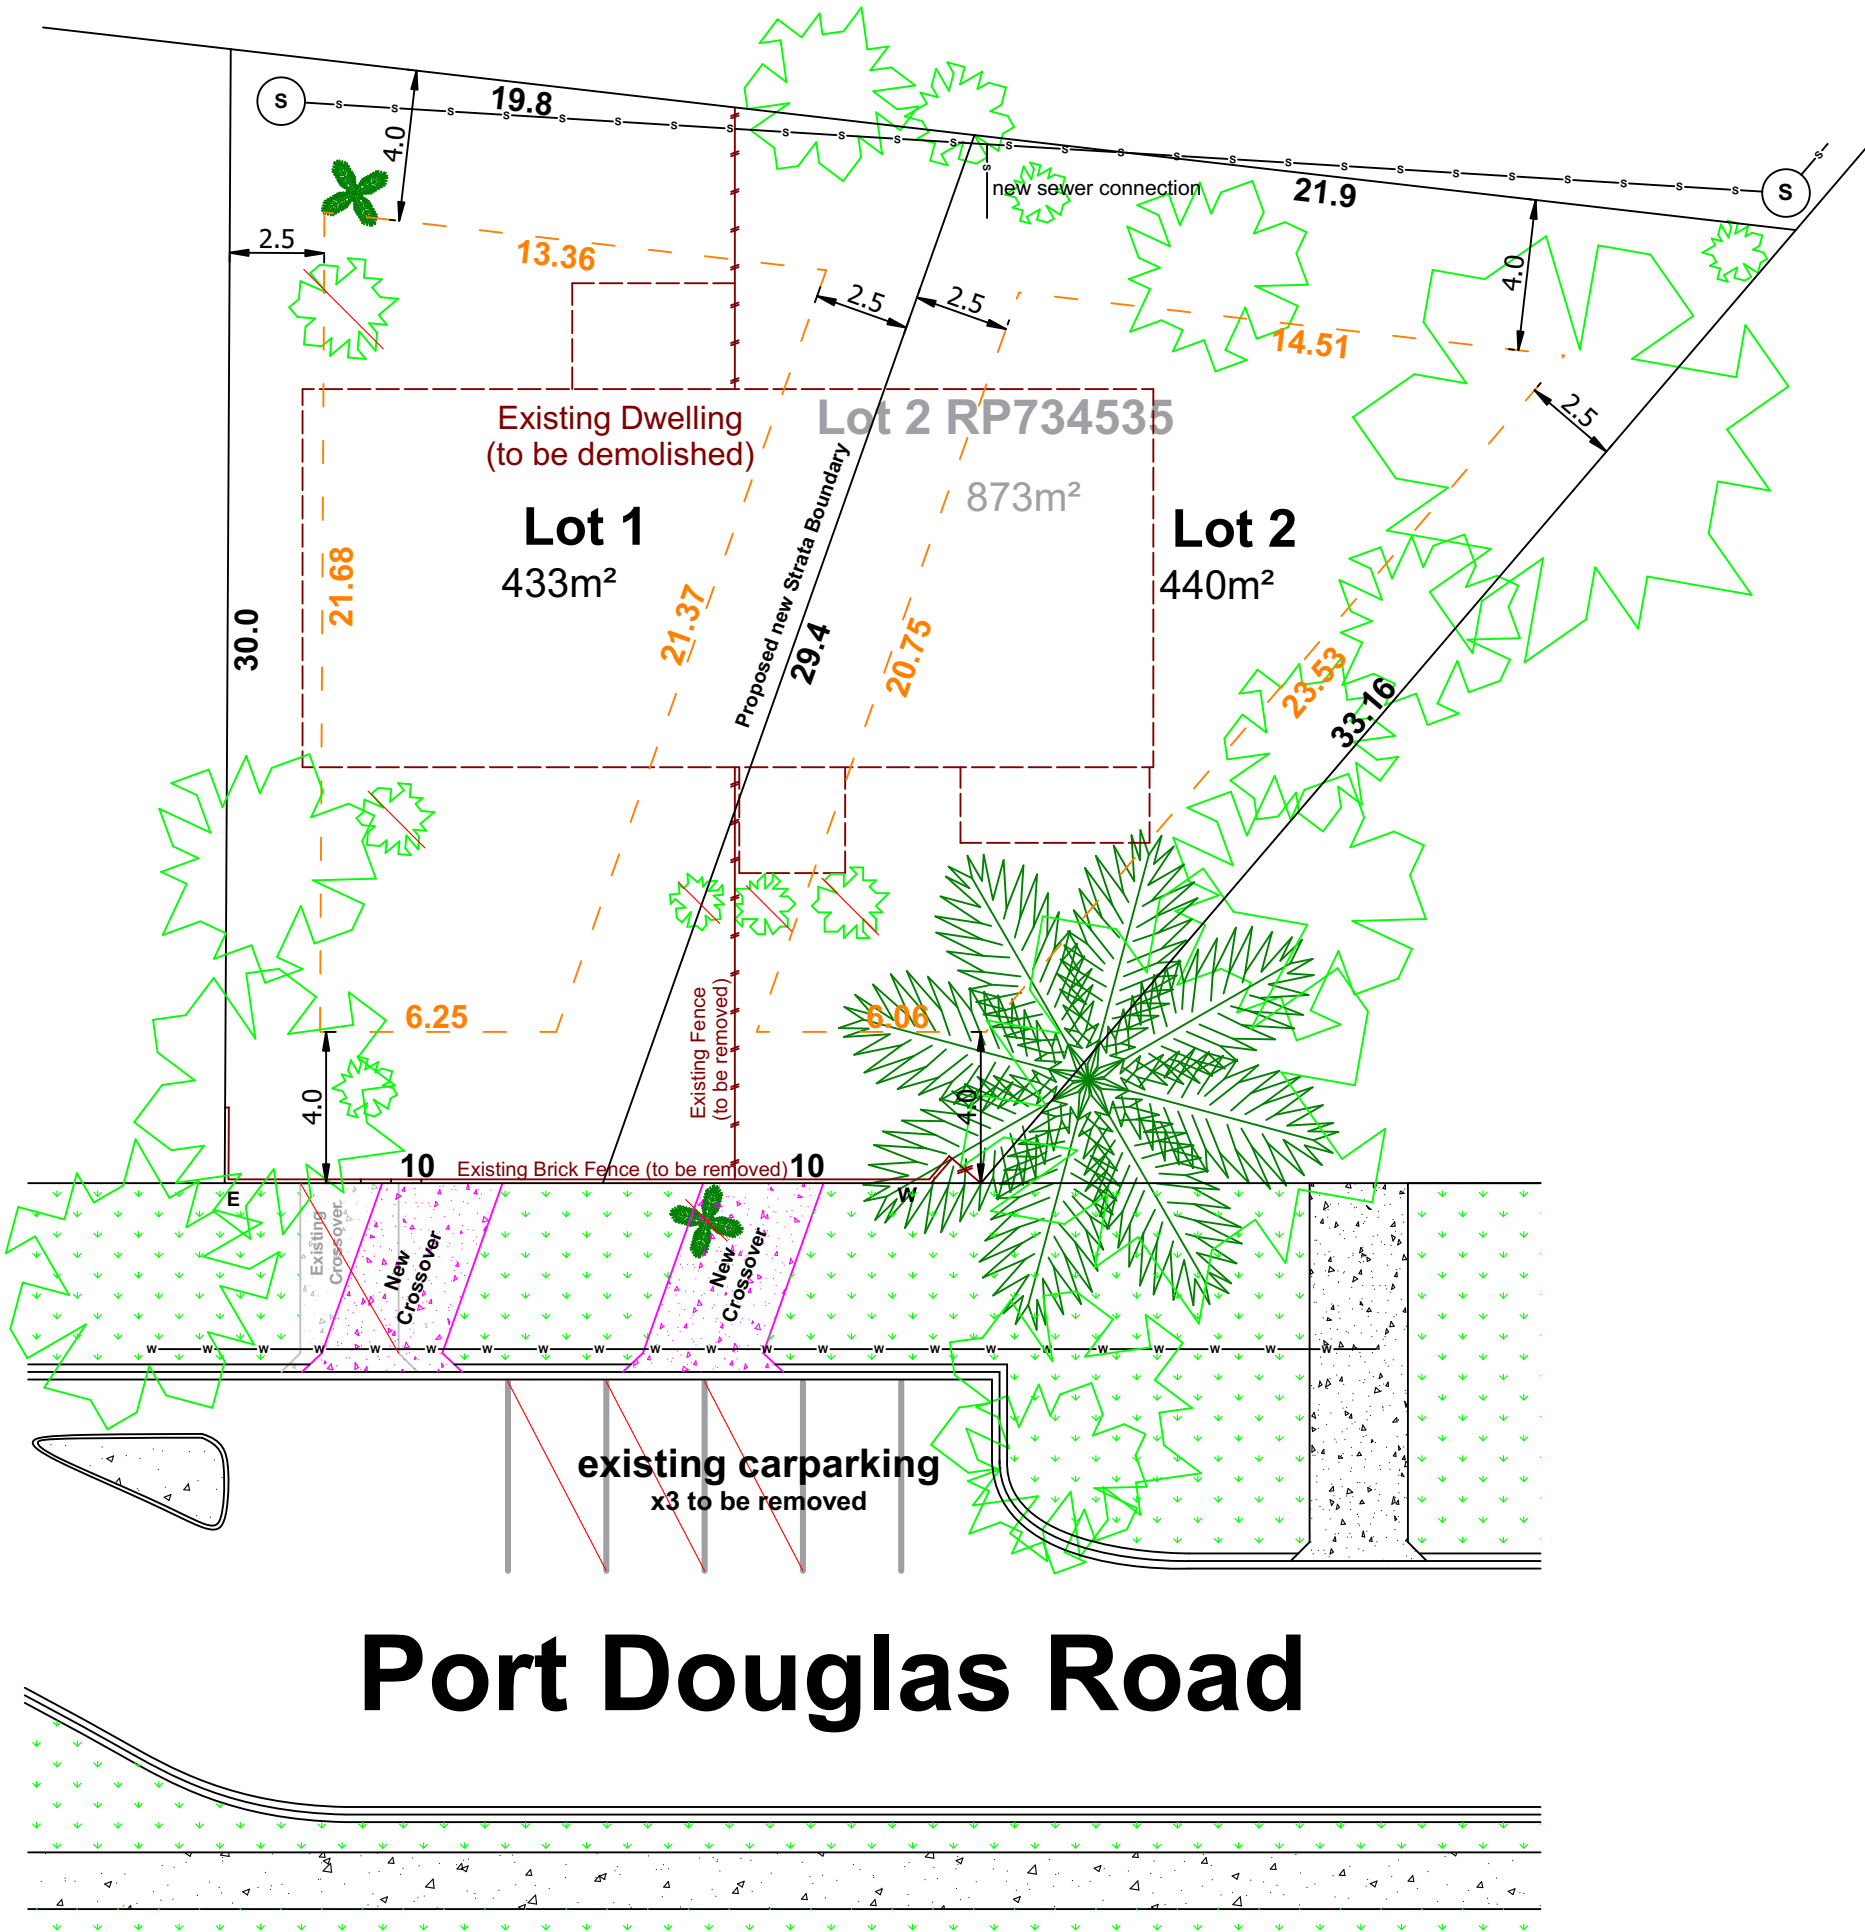 S
19.8
4.0
new sewer connection
21.9
S
2.5
13.36
2.5
2.5
4.0
14.51
2.5
Existing Dwelling
(to be demolished)
Lot 2 RP734535
873m²
Lot 1
433m²
Lot 2
440m²
Proposed new Strata Boundary
30.0
21.68
21.37
29.4
20.75
23.53
33.16
6.25
6.06
Existing Fence
(to be removed)
4.0
4.0
10
Existing Brick Fence (to be removed)
10
E
W
Existing
Crossover
New
Crossover
New
Crossover
w w w w w w w w w w w w w w w w w w w w w w
existing carparking
x3 to be removed
Port Douglas Road